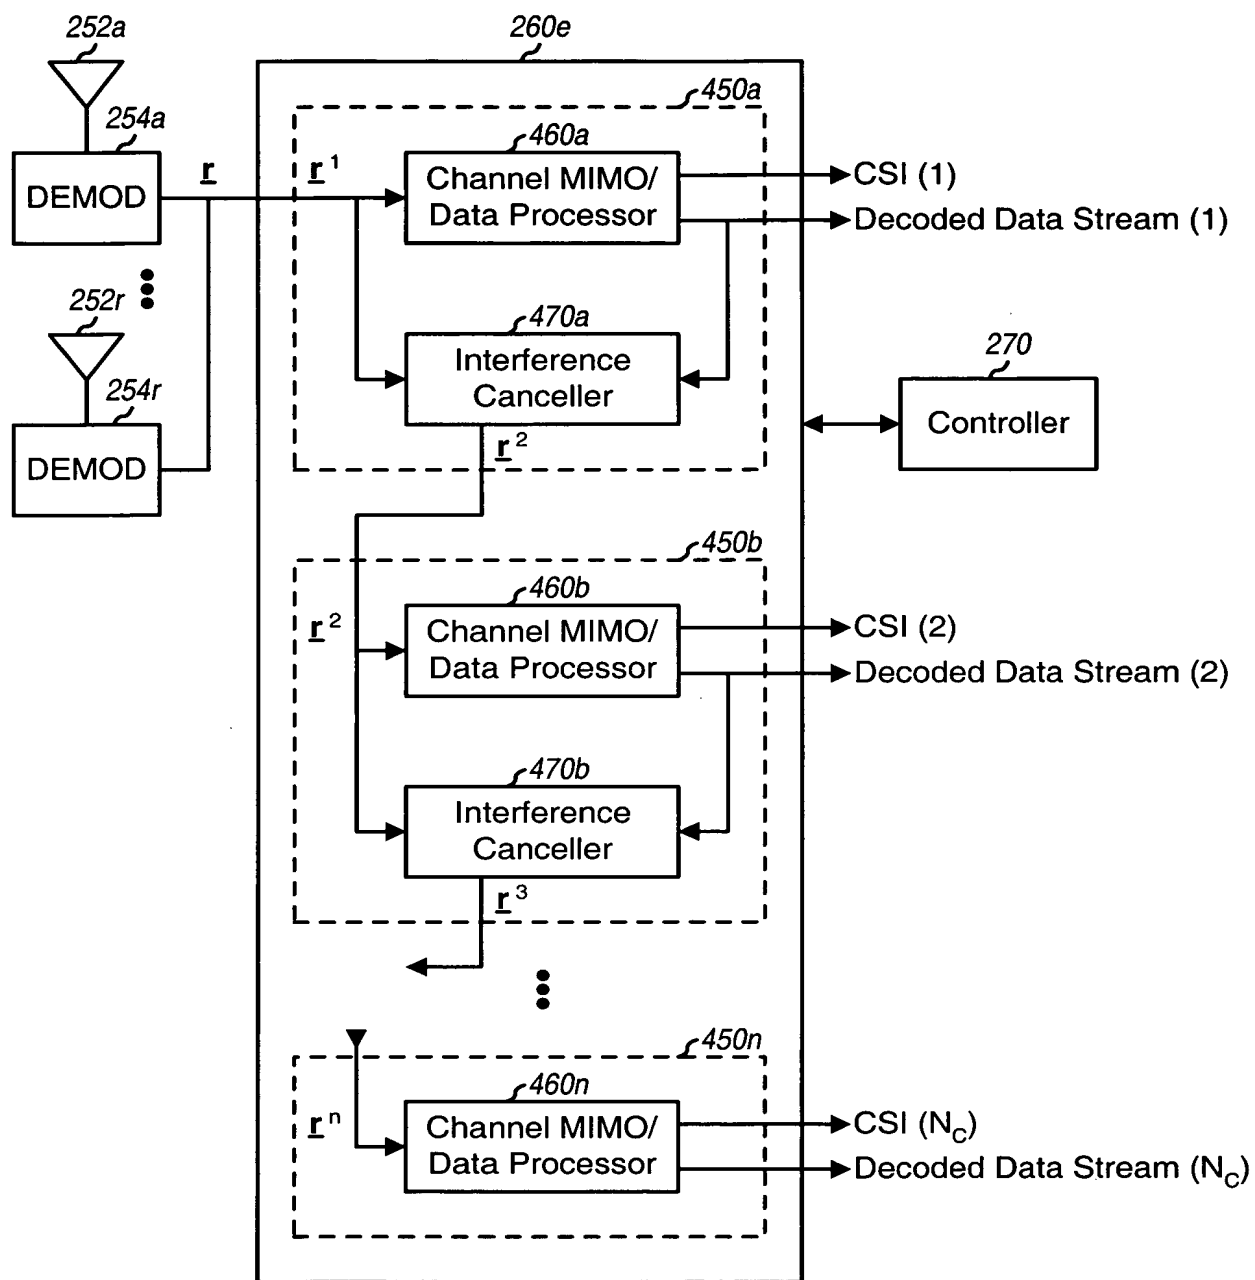 252a
260e
254a
DEMOD
r
450a
r 1
460a
Channel MIMO/
Data Processor
CSI (1)
Decoded Data Stream (1)
252r
254r
DEMOD
470a
Interference
Canceller
r 2
270
Controller
450b
r 2
460b
Channel MIMO/
Data Processor
CSI (2)
Decoded Data Stream (2)
470b
Interference
Canceller
r 3
450n
r n
460n
Channel MIMO/
Data Processor
CSI (NC)
Decoded Data Stream (NC)